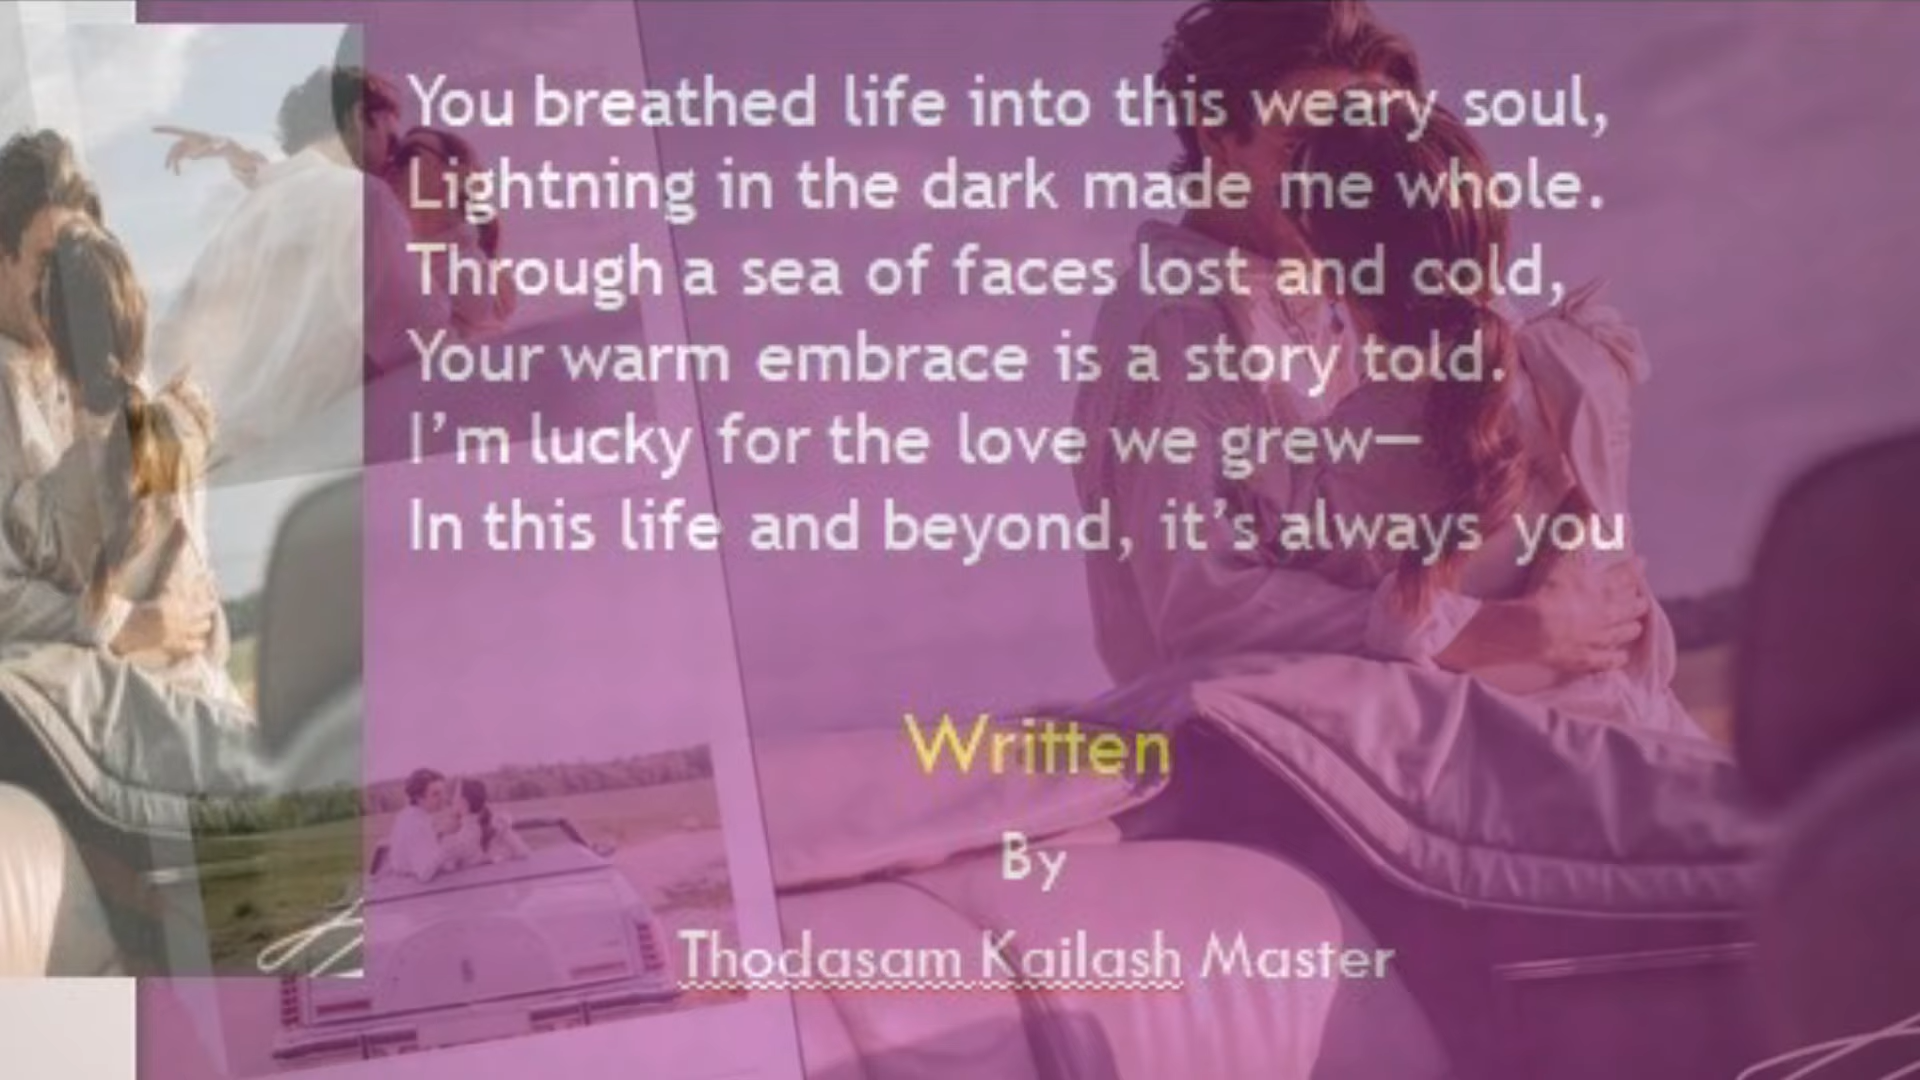 You breathed life into this weary soul,
Lightning in the dark made me whole.
Through a sea of faces lost and cold,
Your warm embrace is a story told.
I’m lucky for the love we grew—
In this life and beyond, it’s always you
Written
By
Thodasam Kailash Master